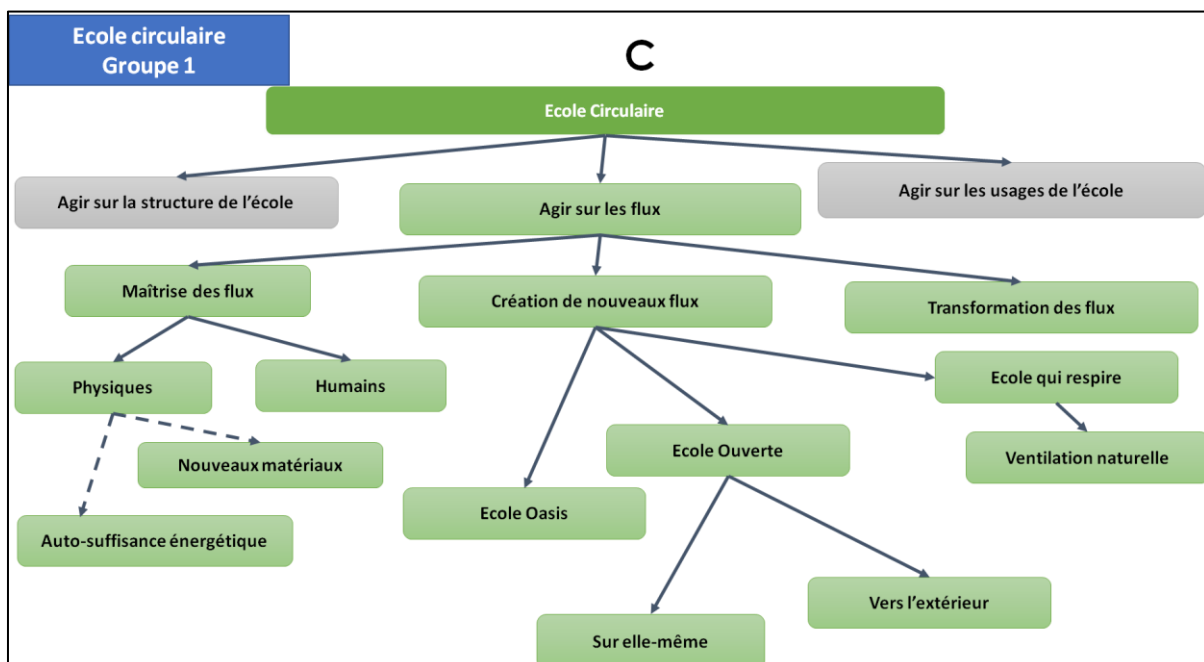 Ecole circulaire
Groupe 1
C
Ecole Circulaire
Agir sur la structure de l'école
Agir sur les flux
Agir sur les usages de l'école
Maîtrise des flux
Création de nouveaux flux
Transformation des flux
Physiques
Humains
Ecole qui respire
Nouveaux matériaux
Ecole Ouverte
Ventilation naturelle
Ecole Oasis
Auto-suffisance énergétique
Vers l'extérieur
Sur elle-même